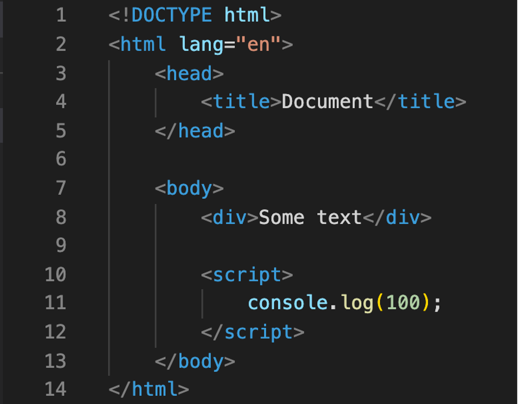 1 <!DOCTYPE html>
2 <html lang="en">
3     <head>
4         <title>Document</title>
5     </head>
6
7     <body>
8         <div>Some text</div>
9
10         <script>
11             console.log(100);
12         </script>
13     </body>
14 </html>